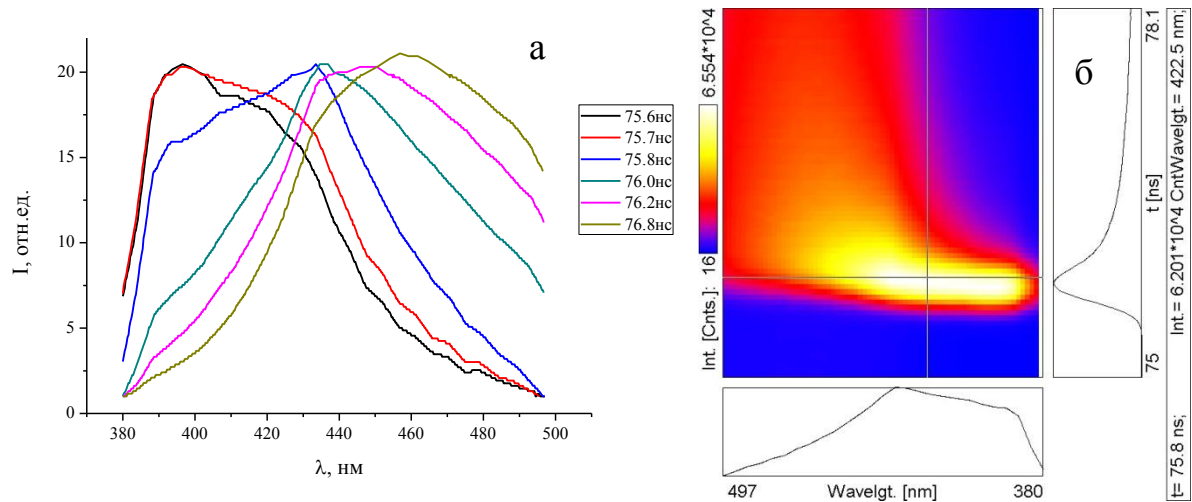 а
I, отн.ед.
20
15
10
5
0
380
400
420
440
460
480
500
λ, нм
75.6нс
75.7нс
75.8нс
76.0нс
76.2нс
76.8нс
б
Int. [Cnts.]: 16
6.554*10^4
497
Wavelgt. [nm]
380
75
t [ns]
78.1
t= 75.8 ns;
Int = 6.201*10^4 CntWavelgt.= 422.5 nm;